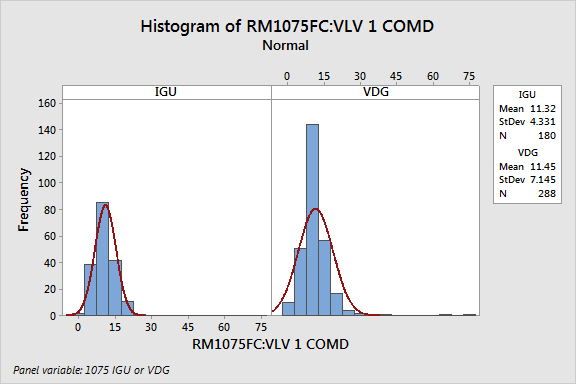 Histogram of RM1075FC:VLV 1 COMD
Normal
0 15 30 45 60 75
IGU VDG
160
140
120
100
80
60
40
20
0
Frequency
0 15 30 45 60 75
RM1075FC:VLV 1 COMD
IGU
Mean 11.32
StDev 4.331
N 180
VDG
Mean 11.45
StDev 7.145
N 288
Panel variable: 1075 IGU or VDG